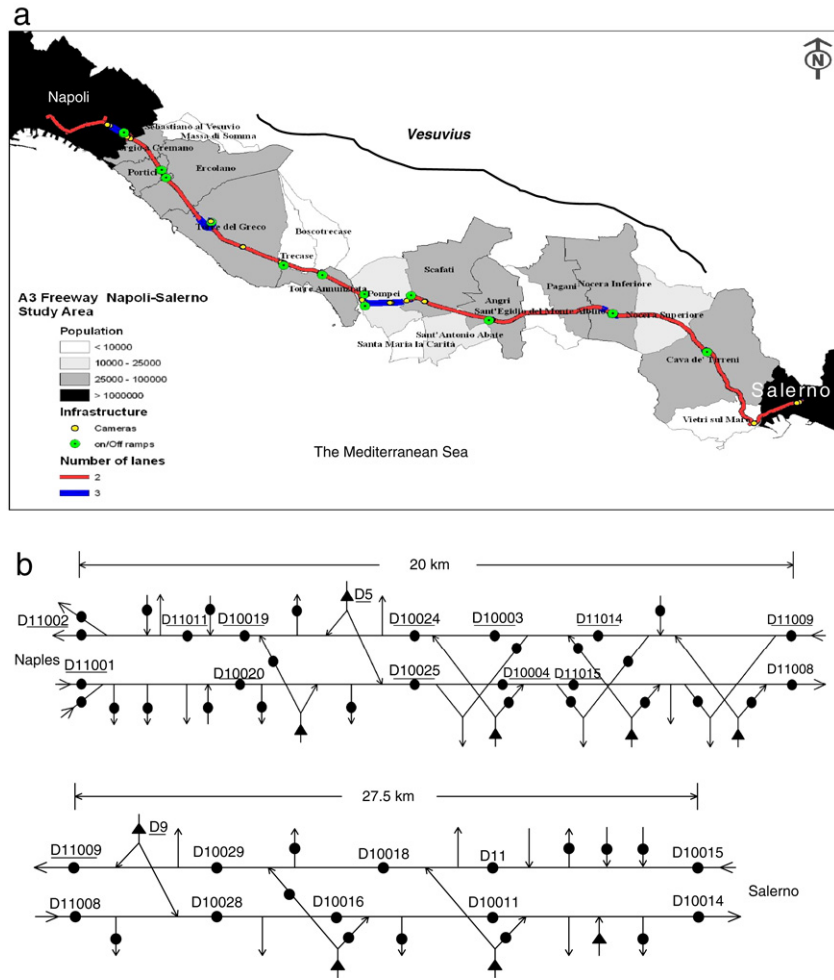 a
N
Napoli
Sebastiano al Vesuvio
Massa di Somma
Vesuvius
Cremano
Ercolano
Portici
Torre del Greco
Boscotrecase
Trecase
Scafati
Pagani
Nocera Inferiore
Torre Annunziata
Pompei
Angri
A3 Freeway Napoli-Salerno
Study Area
Sant'Egidio del Monte Albino
Nocera Superiore
Population
Sant'Antonio Abate
Santa Maria la Carità
Cava de' Tirreni
< 10000
10000 - 25000
25000 - 100000
> 1000000
Salerno
Infrastructure
Vietri sul Mare
Cameras
on/Off ramps
The Mediterranean Sea
Number of lanes
2
3
b
20 km
D5
D11002 D11011 D10019 D10024 D10003 D11014 D11009
Naples
D11001 D10020 D10025 D10004 D11015 D11008
27.5 km
D9
D11009 D10029 D10018 D11 D10015
Salerno
D11008 D10028 D10016 D10011 D10014